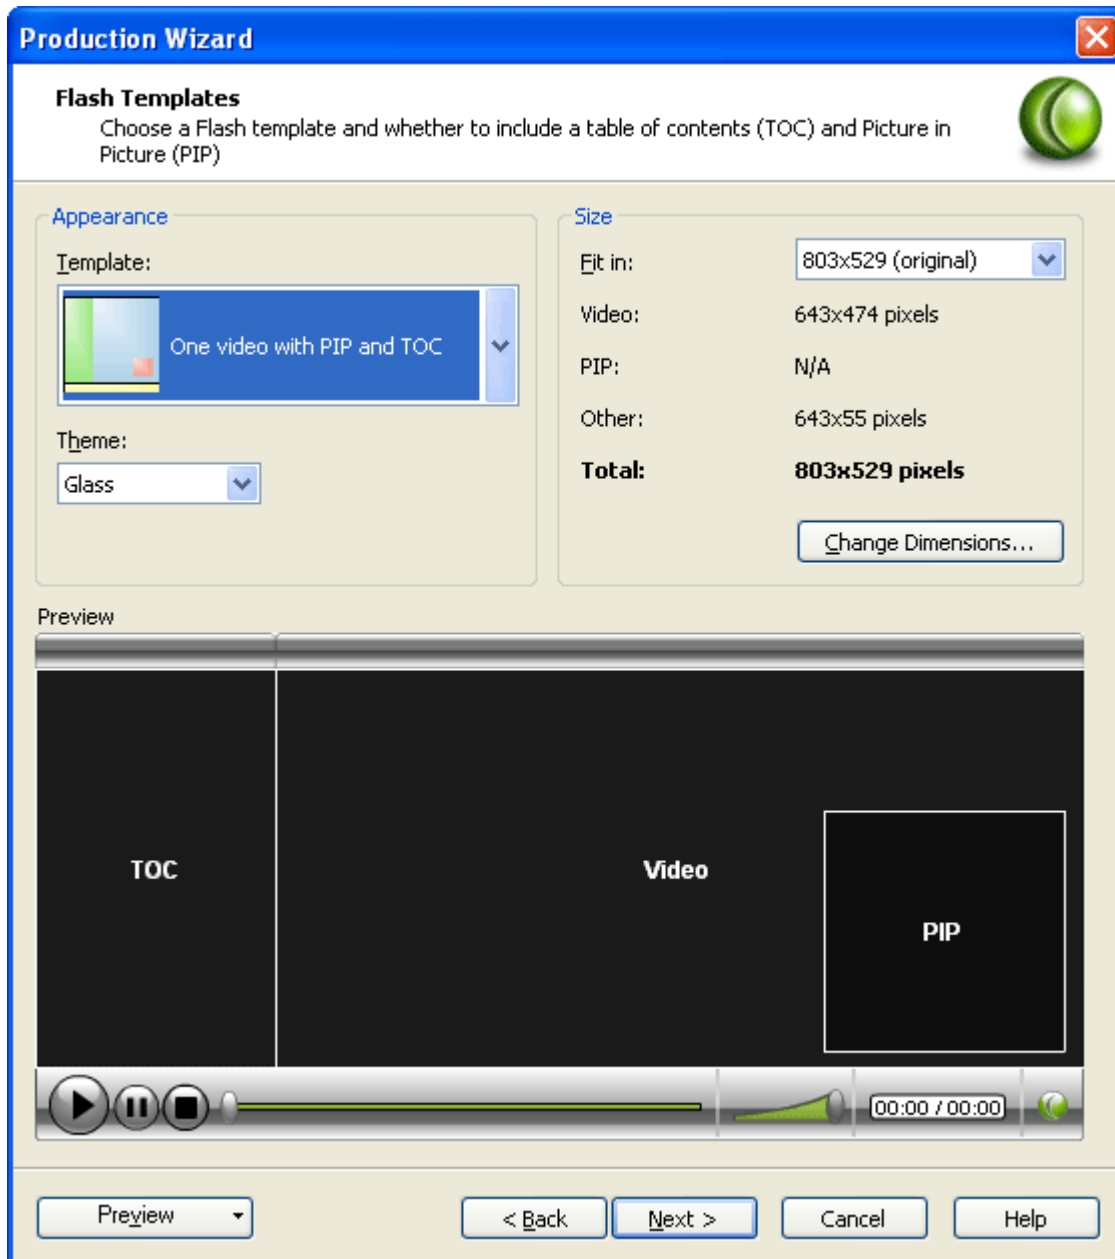 Production Wizard
Flash Templates
Choose a Flash template and whether to include a table of contents (TOC) and Picture in
Picture (PIP)
Appearance
Template:
One video with PIP and TOC
Theme:
Glass
Size
Fit in: 803x529 (original)
Video: 643x474 pixels
PIP: N/A
Other: 643x55 pixels
Total: 803x529 pixels
Change Dimensions...
Preview
TOC Video
PIP
00:00 / 00:00
Preview < Back Next > Cancel Help